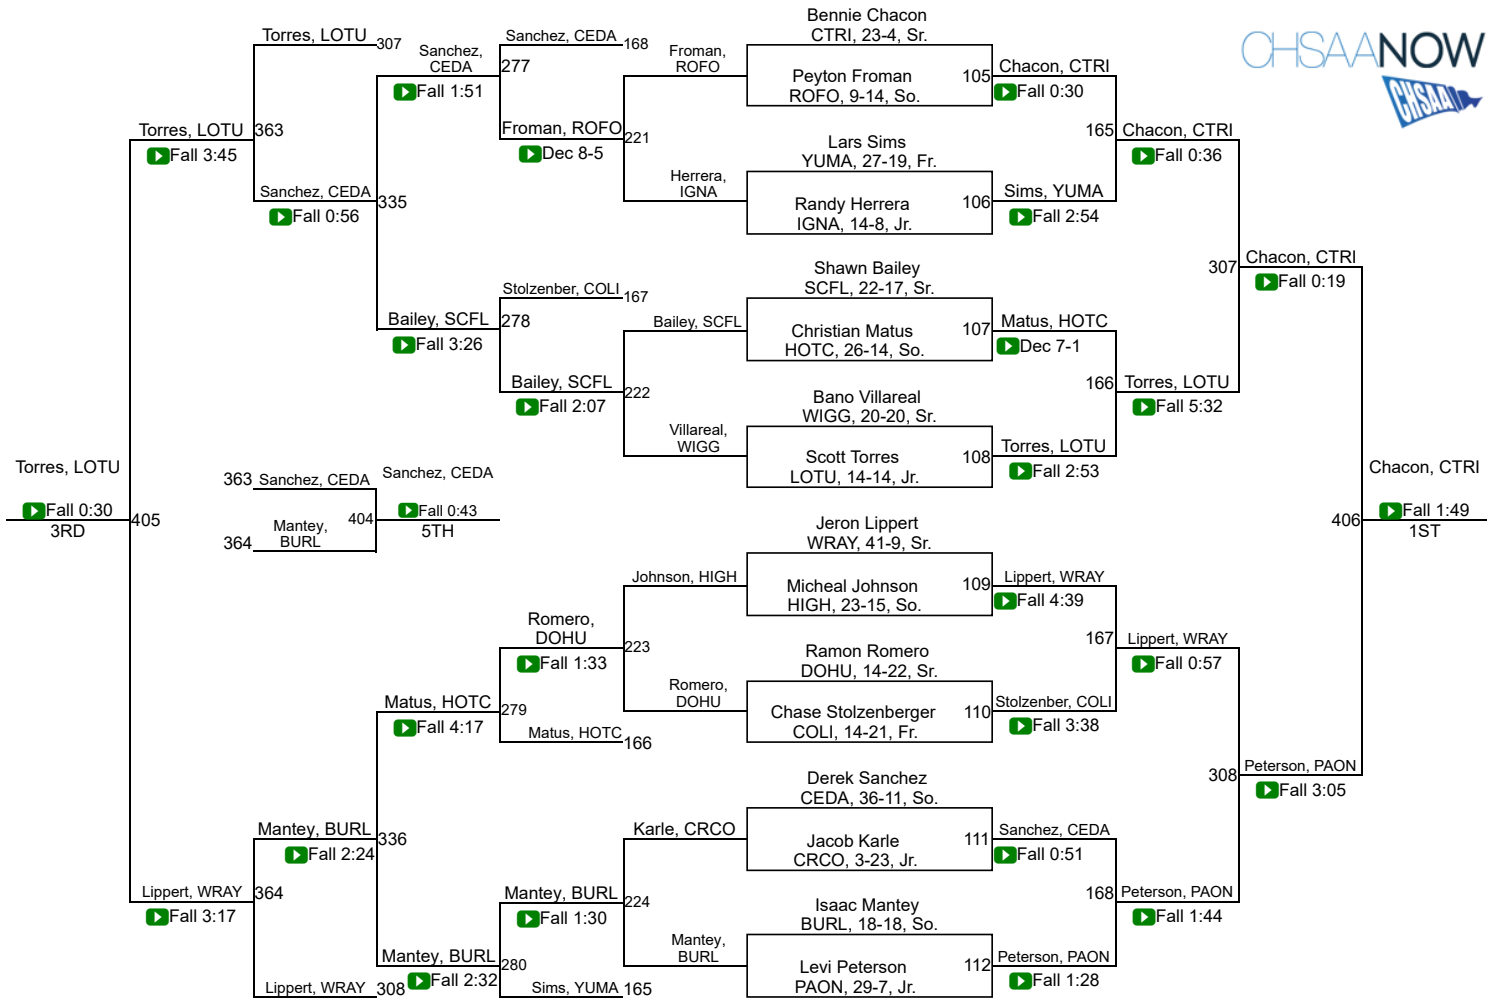 CHSAANOW
CHSAA
Bennie Chacon
CTRI, 23-4, Sr.
Peyton Froman
ROFO, 9-14, So.
105
Lars Sims
YUMA, 27-19, Fr.
Randy Herrera
IGNA, 14-8, Jr.
106
Shawn Bailey
SCFL, 22-17, Sr.
Christian Matus
HOTC, 26-14, So.
107
Bano Villareal
WIGG, 20-20, Sr.
Scott Torres
LOTU, 14-14, Jr.
108
Jeron Lippert
WRAY, 41-9, Sr.
Micheal Johnson
HIGH, 23-15, So.
109
Ramon Romero
DOHU, 14-22, Sr.
Chase Stolzenberger
COLI, 14-21, Fr.
110
Derek Sanchez
CEDA, 36-11, So.
Jacob Karle
CRCO, 3-23, Jr.
111
Isaac Mantey
BURL, 18-18, So.
Levi Peterson
PAON, 29-7, Jr.
112
Chacon, CTRI
Fall 0:30
Sims, YUMA
Fall 2:54
Matus, HOTC
Dec 7-1
Torres, LOTU
Fall 2:53
Lippert, WRAY
Fall 4:39
Stolzenber, COLI
Fall 3:38
Sanchez, CEDA
Fall 0:51
Peterson, PAON
Fall 1:28
165
Chacon, CTRI
Fall 0:36
166
Torres, LOTU
Fall 5:32
167
Lippert, WRAY
Fall 0:57
168
Peterson, PAON
Fall 1:44
307
Chacon, CTRI
Fall 0:19
308
Peterson, PAON
Fall 3:05
406
Chacon, CTRI
Fall 1:49
1ST
Froman,
ROFO
Herrera,
IGNA
221
Bailey, SCFL
Villareal,
WIGG
222
Johnson, HIGH
Romero,
DOHU
223
Karle, CRCO
Mantey,
BURL
224
Sanchez, CEDA
168
Froman, ROFO
Dec 8-5
277
Stolzenber, COLI
167
Bailey, SCFL
Fall 2:07
278
Romero,
DOHU
Fall 1:33
Matus, HOTC
166
279
Mantey, BURL
Fall 1:30
Sims, YUMA
165
280
Sanchez,
CEDA
Fall 1:51
Bailey, SCFL
Fall 3:26
335
Matus, HOTC
Fall 4:17
Mantey, BURL
Fall 2:32
336
Torres, LOTU
307
Sanchez, CEDA
Fall 0:56
363
Mantey, BURL
Fall 2:24
Lippert, WRAY
308
364
Torres, LOTU
Fall 3:45
Lippert, WRAY
Fall 3:17
405
Torres, LOTU
Fall 0:30
3RD
363
Sanchez, CEDA
364
Mantey,
BURL
404
Sanchez, CEDA
Fall 0:43
5TH